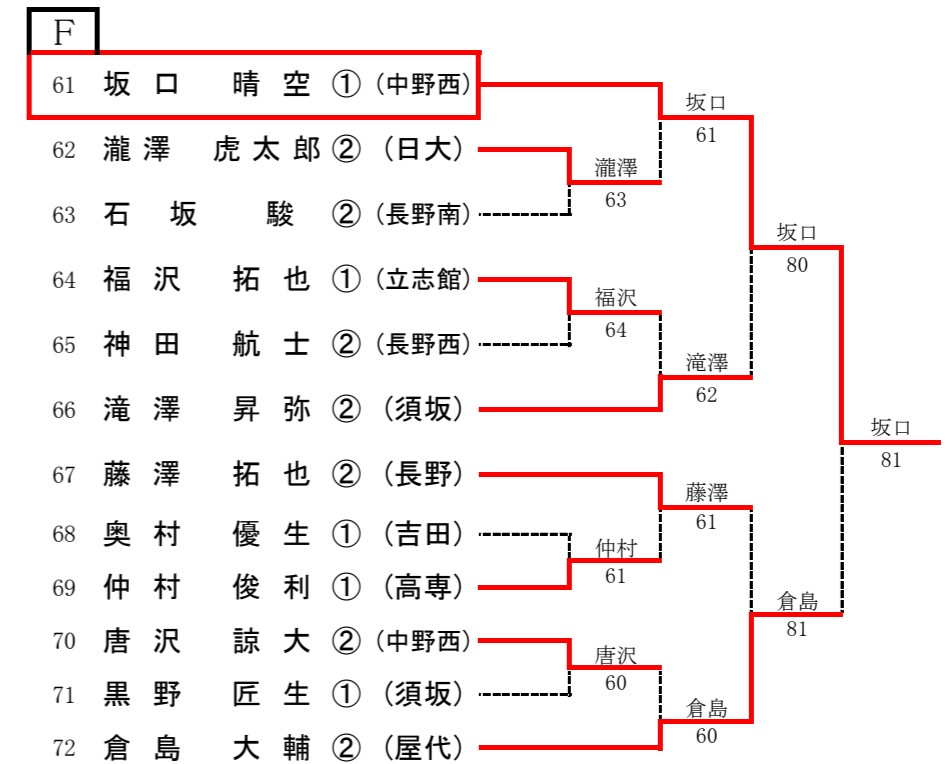 F
61 坂口 晴空 ① (中野西)
坂口
61
62 瀧澤 虎太郎 ② (日大)
瀧澤
63
63 石坂 駿 ② (長野南)
坂口
80
64 福沢 拓也 ① (立志館)
福沢
64
65 神田 航士 ② (長野西)
滝澤
62
66 滝澤 昇弥 ② (須坂)
坂口
81
67 藤澤 拓也 ② (長野)
藤澤
61
68 奥村 優生 ① (吉田)
仲村
61
69 仲村 俊利 ① (高専)
倉島
81
70 唐沢 諒大 ② (中野西)
唐沢
60
71 黒野 匠生 ① (須坂)
倉島
60
72 倉島 大輔 ② (屋代)